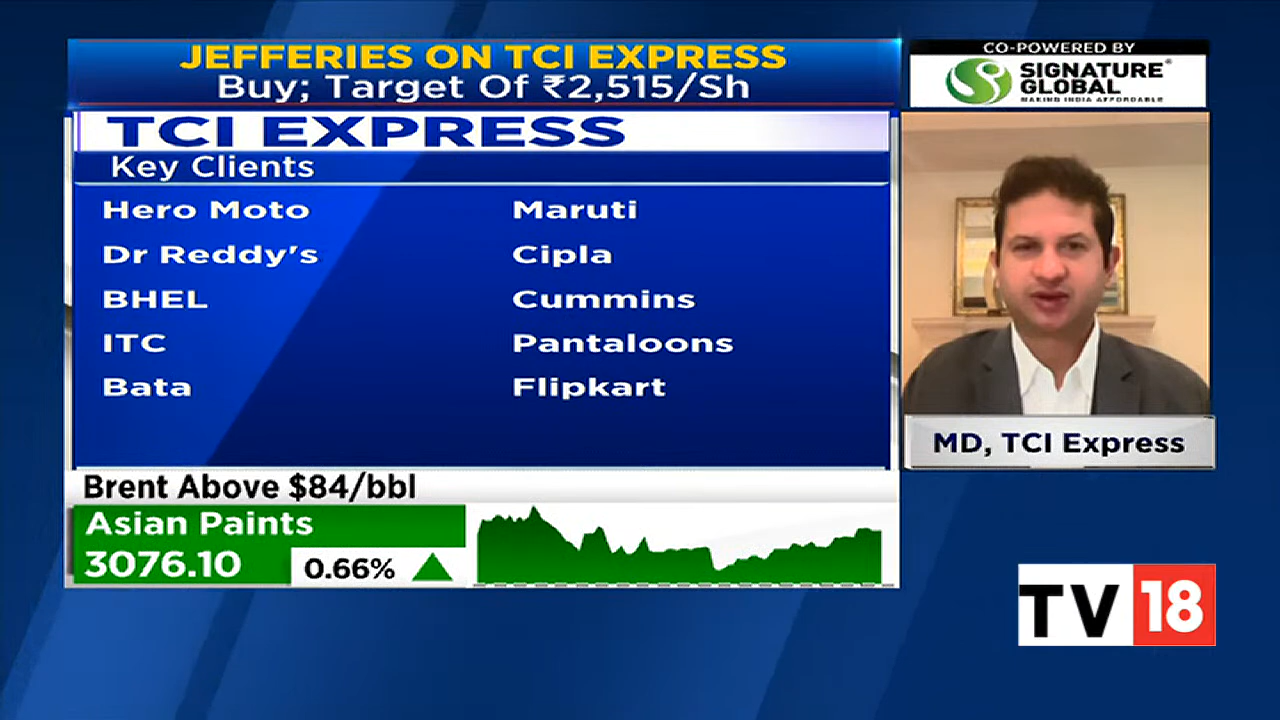 JEFFERIES ON TCI EXPRESS
Buy; Target Of ₹2,515/Sh
TCI EXPRESS
Key Clients
Hero Moto Maruti
Dr Reddy's Cipla
BHEL Cummins
ITC Pantaloons
Bata Flipkart
Brent Above $84/bbl
Asian Paints
3076.10 0.66%
CO-POWERED BY
SIGNATURE®
GLOBAL
MAKING INDIA AFFORDABLE
MD, TCI Express
TV18